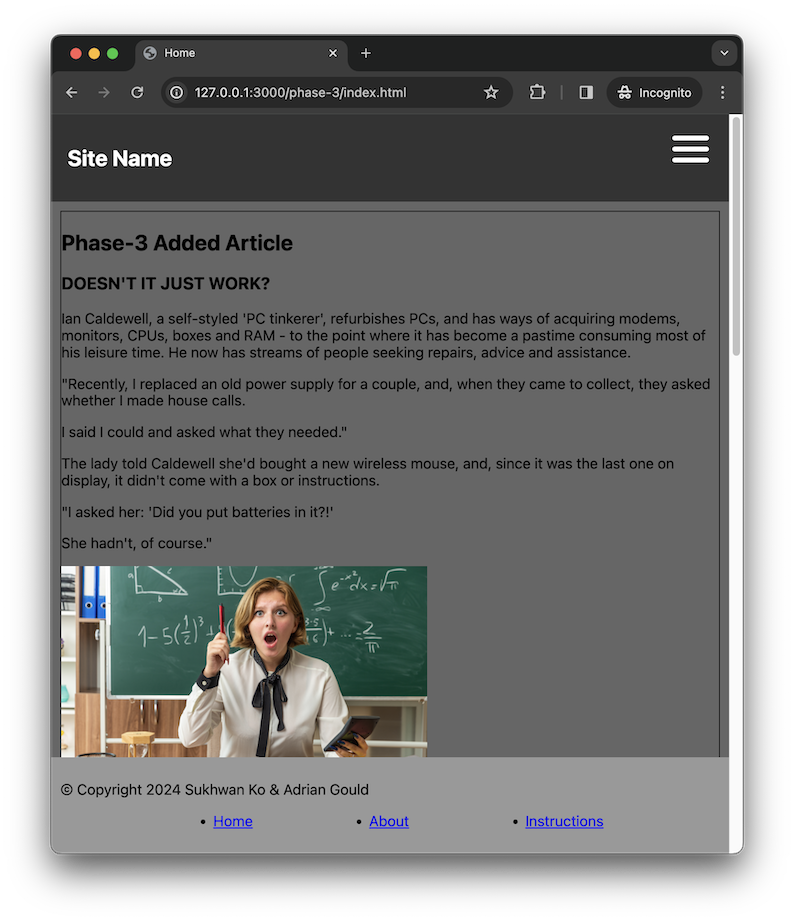 Home
127.0.0.1:3000/phase-3/index.html
Incognito
Site Name
Phase-3 Added Article
DOESN'T IT JUST WORK?
Ian Caldewell, a self-styled 'PC tinkerer', refurbishes PCs, and has ways of acquiring modems,
monitors, CPUs, boxes and RAM - to the point where it has become a pastime consuming most of
his leisure time. He now has streams of people seeking repairs, advice and assistance.
"Recently, I replaced an old power supply for a couple, and, when they came to collect, they asked
whether I made house calls.
I said I could and asked what they needed."
The lady told Caldewell she'd bought a new wireless mouse, and, since it was the last one on
display, it didn't come with a box or instructions.
"I asked her: 'Did you put batteries in it?!'
She hadn't, of course."
© Copyright 2024 Sukhwan Ko & Adrian Gould
• Home • About • Instructions